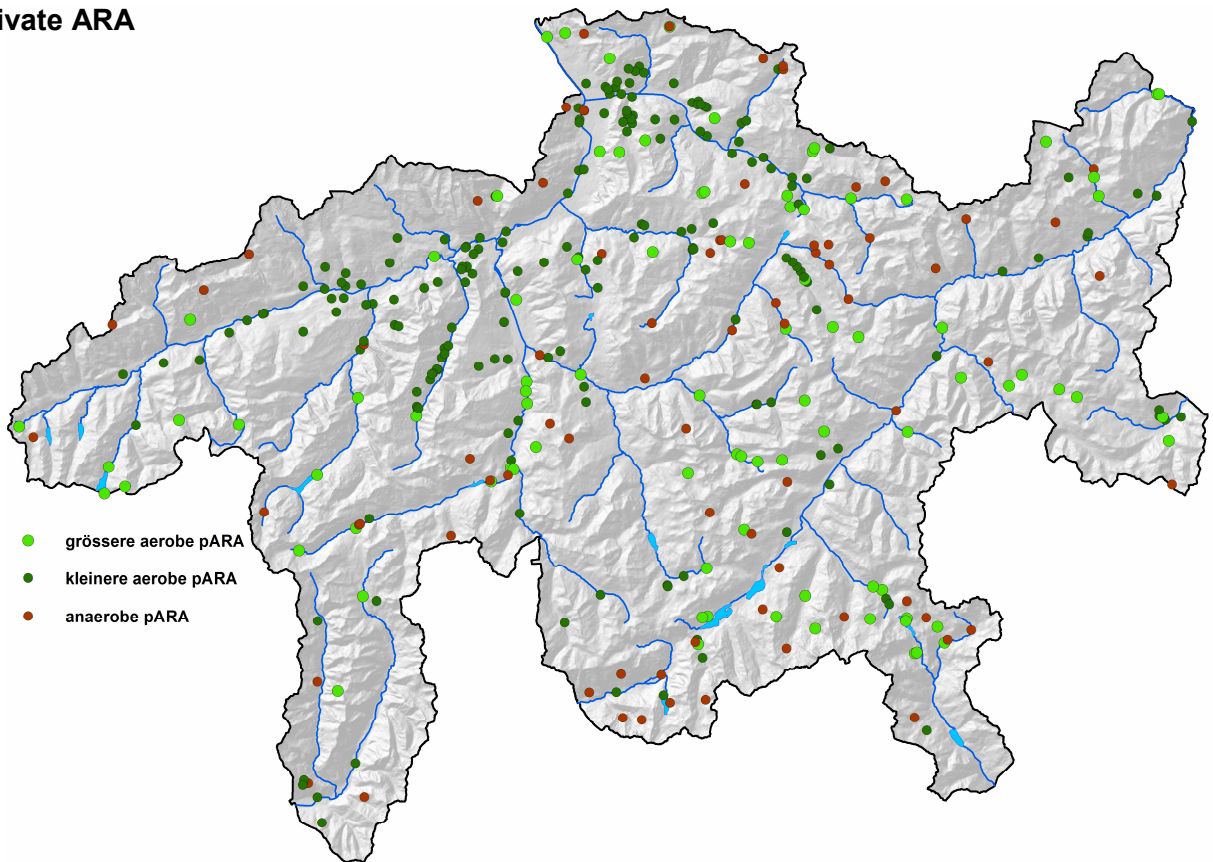 ivate ARA
grössere aerobe pARA
kleinere aerobe pARA
anaerobe pARA